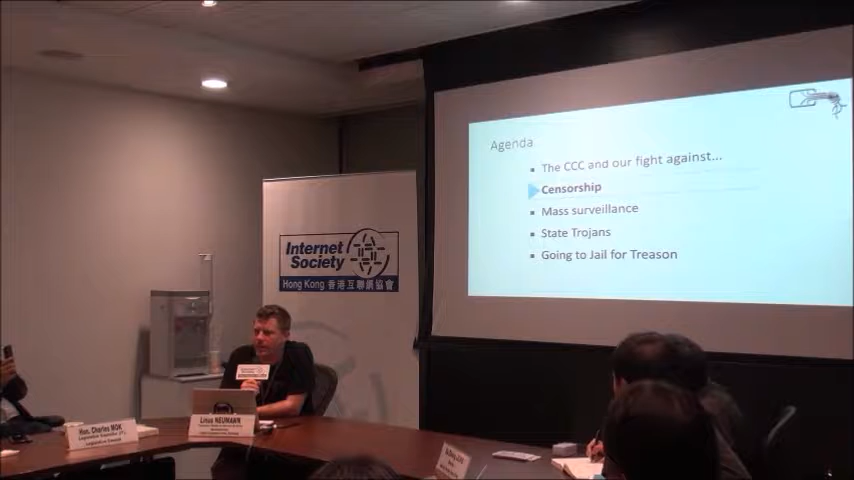 Agenda
The CCC and our fight against...
Censorship
Mass surveillance
State Trojans
Going to Jail for Treason
Internet
Society
Hong Kong 香港互聯網協會
Hon. Charles MOK
Linus NEUMANN